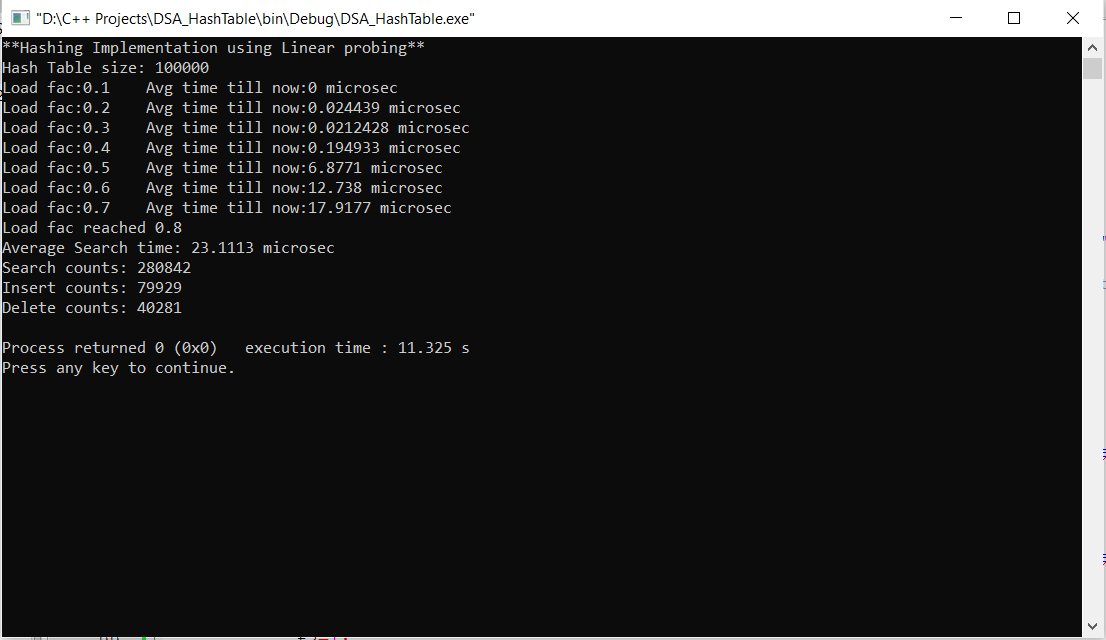 "D:\C++ Projects\DSA_HashTable\bin\Debug\DSA_HashTable.exe"
**Hashing Implementation using Linear probing**
Hash Table size: 100000
Load fac:0.1    Avg time till now:0 microsec
Load fac:0.2    Avg time till now:0.024439 microsec
Load fac:0.3    Avg time till now:0.0212428 microsec
Load fac:0.4    Avg time till now:0.194933 microsec
Load fac:0.5    Avg time till now:6.8771 microsec
Load fac:0.6    Avg time till now:12.738 microsec
Load fac:0.7    Avg time till now:17.9177 microsec
Load fac reached 0.8
Average Search time: 23.1113 microsec
Search counts: 280842
Insert counts: 79929
Delete counts: 40281
Process returned 0 (0x0)   execution time : 11.325 s
Press any key to continue.